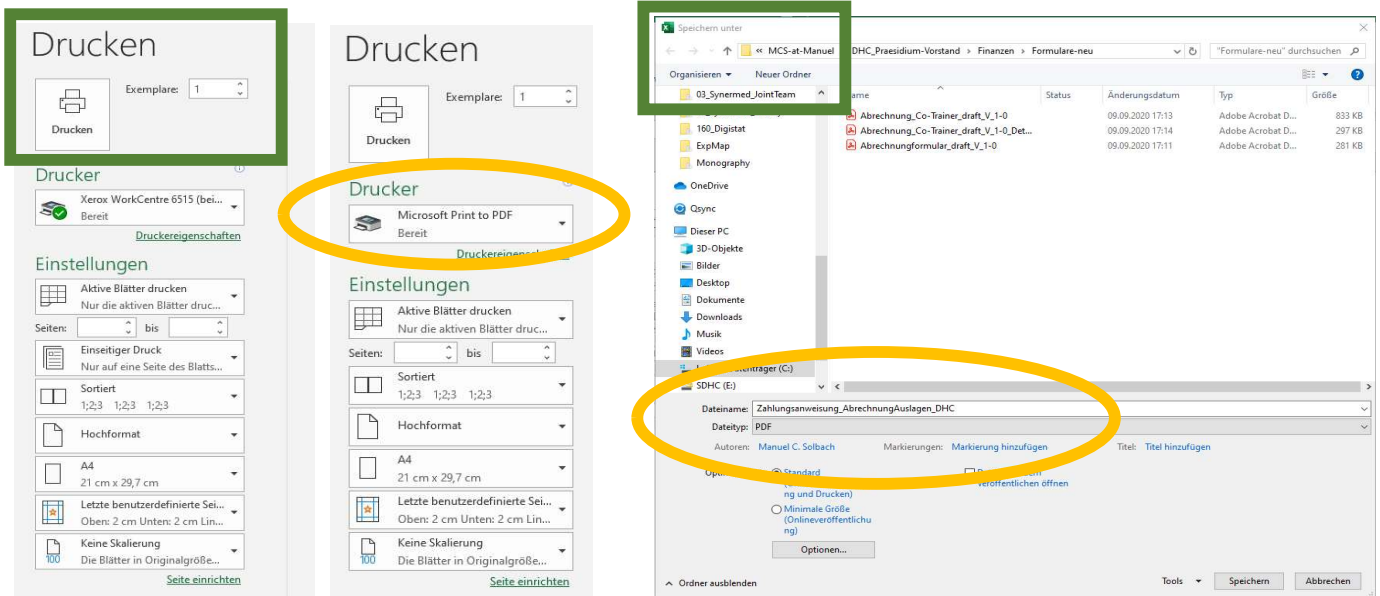 Drucken
Exemplare: 1
Drucken
Drucker
Xerox WorkCentre 6515 (bei...
Bereit
Druckereigenschaften
Einstellungen
Aktive Blätter drucken
Nur die aktiven Blätter druc...
Seiten: bis
Einseitiger Druck
Nur auf eine Seite des Blatts...
Sortiert
1;2;3 1;2;3 1;2;3
Hochformat
A4
21 cm x 29,7 cm
Letzte benutzerdefinierte Sei...
Oben: 2 cm Unten: 2 cm Lin...
Keine Skalierung
100 Die Blätter in Originalgröße...
Seite einrichten
Drucken
Exemplare: 1
Drucken
Drucker
Microsoft Print to PDF
Bereit
Druckereigensch
Einstellungen
Aktive Blätter drucken
Nur die aktiven Blätter druc...
Seiten: bis
Sortiert
1;2;3 1;2;3 1;2;3
Hochformat
A4
21 cm x 29,7 cm
Letzte benutzerdefinierte Sei...
Oben: 2 cm Unten: 2 cm Lin...
Keine Skalierung
100 Die Blätter in Originalgröße...
Seite einrichten
Speichern unter
« MCS-at-Manuel DHC_Praesidium-Vorstand › Finanzen › Formulare-neu "Formulare-neu" durchsuchen
Organisieren Neuer Ordner
03_Synermed_JointTeam
160_Digistat
ExpMap
Monography
OneDrive
Qsync
Dieser PC
3D-Objekte
Bilder
Desktop
Dokumente
Downloads
Musik
Videos
träger (C:)
SDHC (E:)
ame Status Änderungsdatum Typ Größe
Abrechnung_Co-Trainer_draft_V_1-0 09.09.2020 17:13 Adobe Acrobat D... 833 KB
Abrechnung_Co-Trainer_draft_V_1-0_Det... 09.09.2020 17:14 Adobe Acrobat D... 297 KB
Abrechnungformular_draft_V_1-0 09.09.2020 17:11 Adobe Acrobat D... 281 KB
Dateiname: Zahlungsanweisung_AbrechnungAuslagen_DHC
Dateityp: PDF
Autoren: Manuel C. Solbach Markierungen: Markierung hinzufügen Titel: Titel hinzufügen
Standard
ng und Drucken)
Minimale Größe
(Onlineveröffentlichu
ng)
veröffentlichen öffnen
Optionen...
Ordner ausblenden Tools Speichern Abbrechen